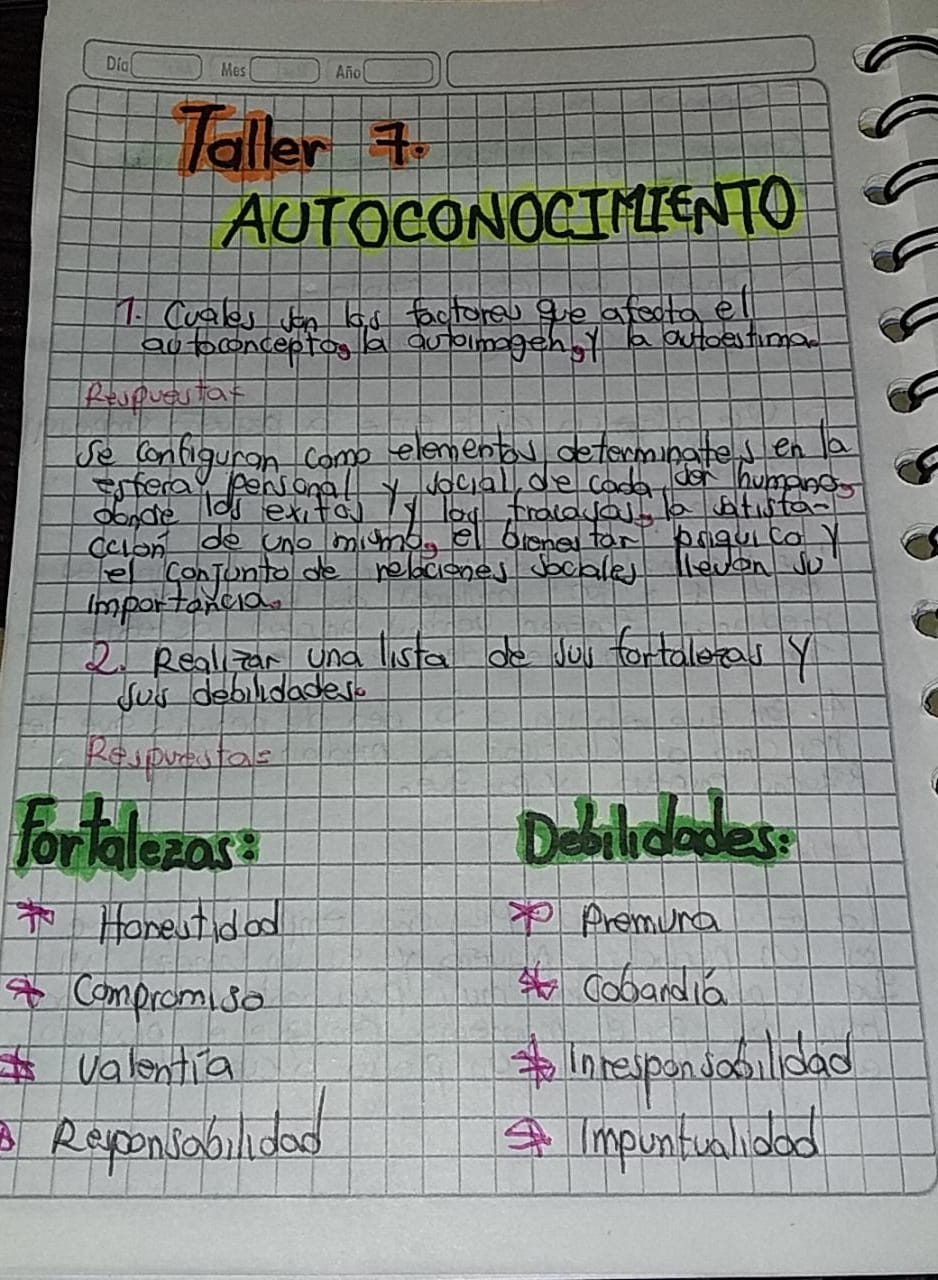 Día Mes Año
Taller 7.
AUTOCONOCIMIENTO
1. Cuales son los factores que afecta el
autoconcepto, la autoimagen, y la autoestima.
Respuesta:
Se configuran como elementos determinates en la
esfera personal y social, de cada ser humano,
donde los exitos y los fracasos, la satisfa-
cción de uno mismo, el bienestar psiquico y
el conjunto de relaciones sociales llevan su
importancia.
2. Realizar una lista de sus fortalezas y
sus debilidades.
Respuesta:
Fortalezas: Debilidades:
* Honestidad * Premura
* Compromiso * Cobardía
* Valentía * Inresponsabilidad
* Responsabilidad * Impuntualidad